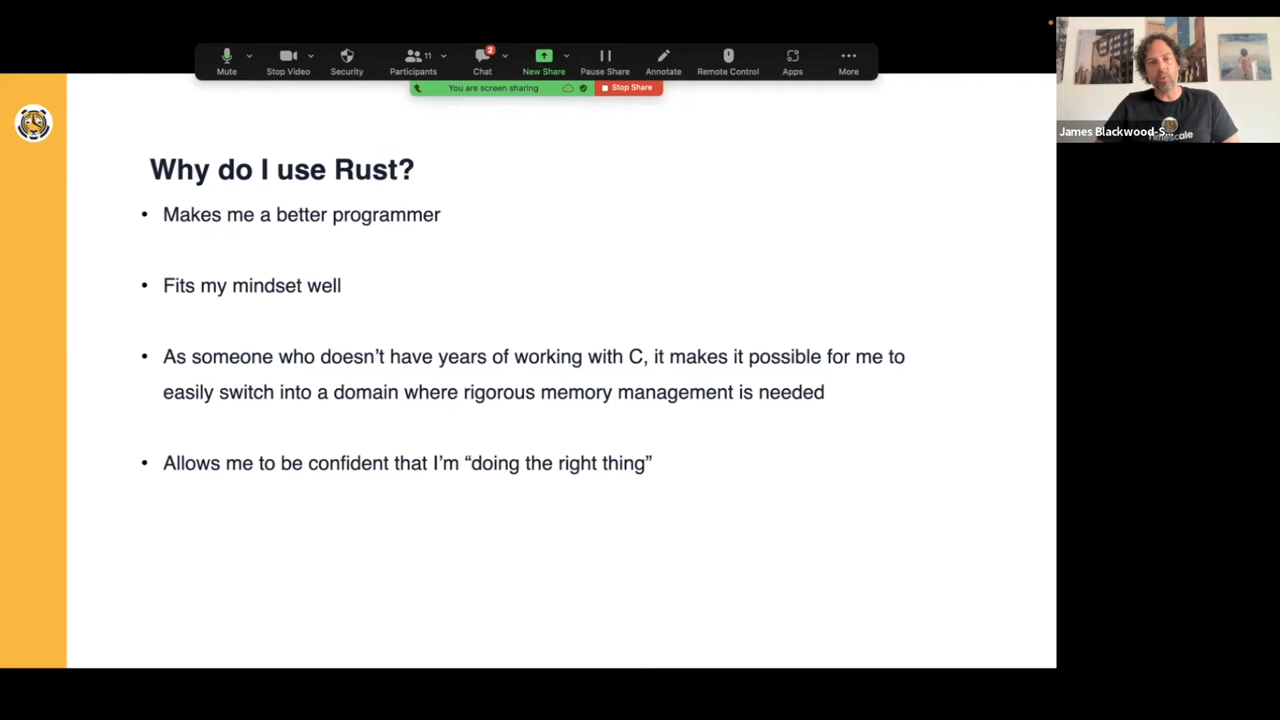 11
2
Mute
Stop Video
Security
Participants
Chat
New Share
Pause Share
Annotate
Remote Control
Apps
More
You are screen sharing
Stop Share
James Blackwood-S...
Timescale
Why do I use Rust?
• Makes me a better programmer
• Fits my mindset well
• As someone who doesn’t have years of working with C, it makes it possible for me to
easily switch into a domain where rigorous memory management is needed
• Allows me to be confident that I’m “doing the right thing”